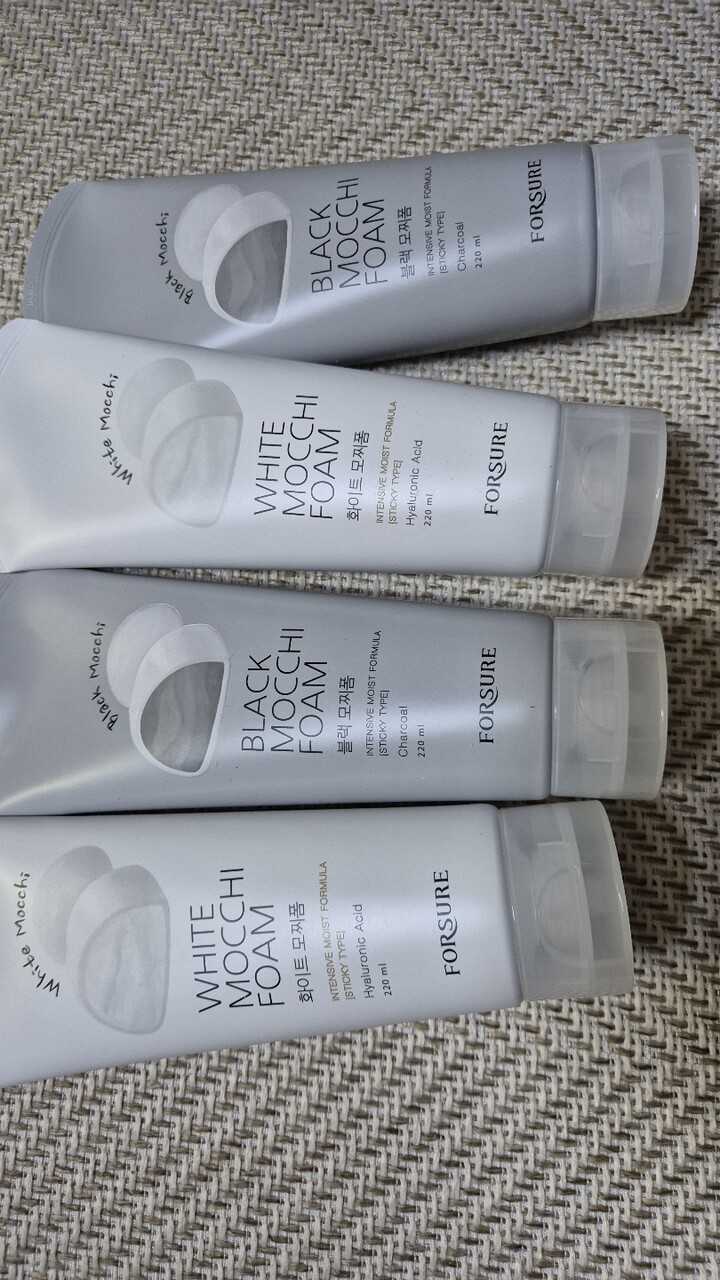 Black Mocchi
BLACK
MOCCHI
FOAM
블랙 모찌폼
INTENSIVE MOIST FORMULA
[STICKY TYPE]
Charcoal
220 ml
FORSURE
White Mocchi
WHITE
MOCCHI
FOAM
화이트 모찌폼
INTENSIVE MOIST FORMULA
[STICKY TYPE]
Hyaluronic Acid
220 ml
FORSURE
Black Mocchi
BLACK
MOCCHI
FOAM
블랙 모찌폼
INTENSIVE MOIST FORMULA
[STICKY TYPE]
Charcoal
220 ml
FORSURE
White Mocchi
WHITE
MOCCHI
FOAM
화이트 모찌폼
INTENSIVE MOIST FORMULA
[STICKY TYPE]
Hyaluronic Acid
220 ml
FORSURE